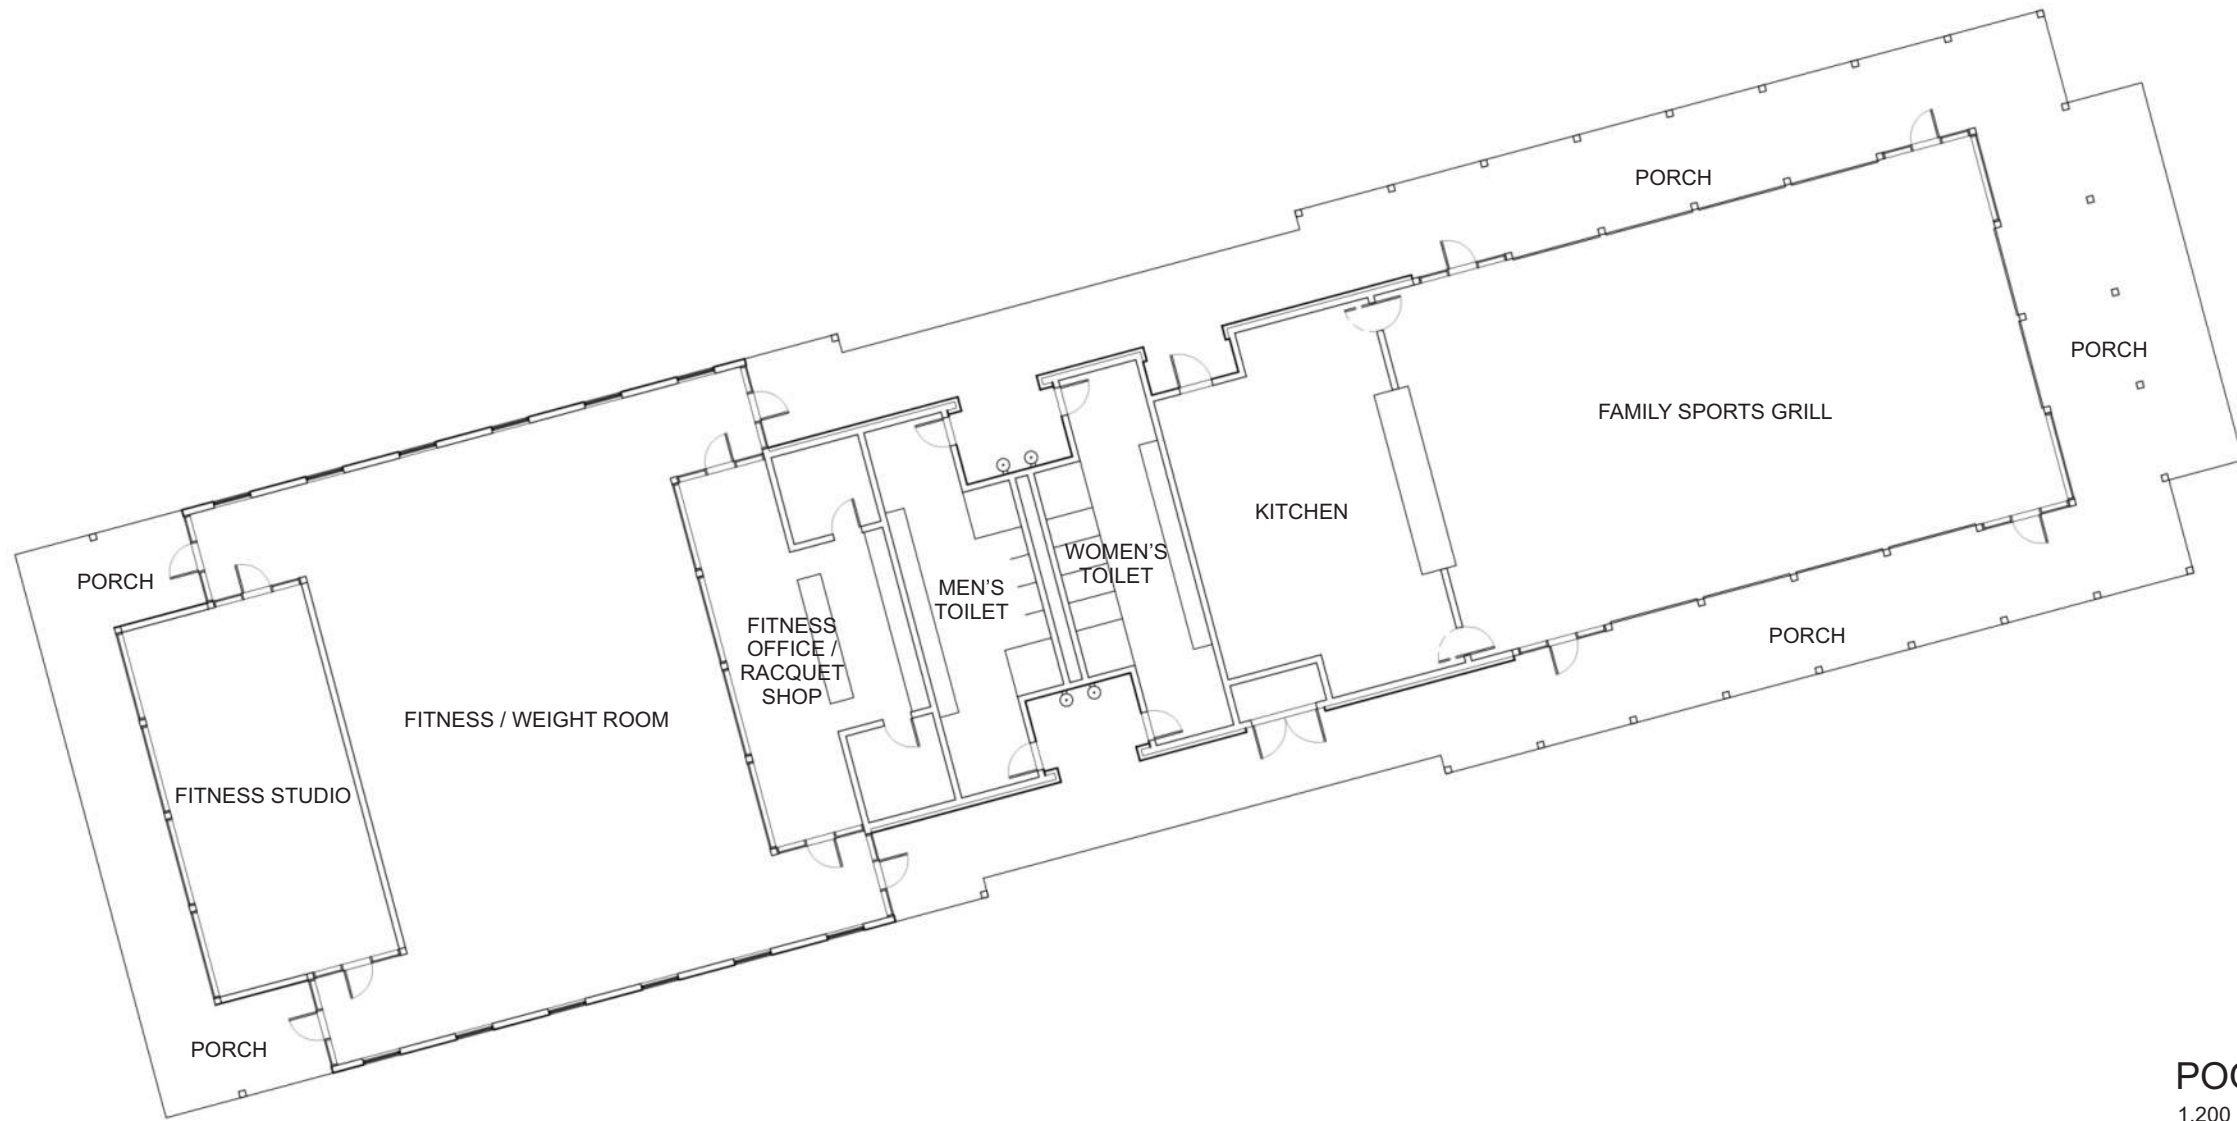 PORCH
PORCH
FAMILY SPORTS GRILL
KITCHEN
WOMEN'S
TOILET
PORCH
MEN'S
TOILET
FITNESS
OFFICE /
RACQUET
SHOP
PORCH
FITNESS / WEIGHT ROOM
FITNESS STUDIO
PORCH
1.200